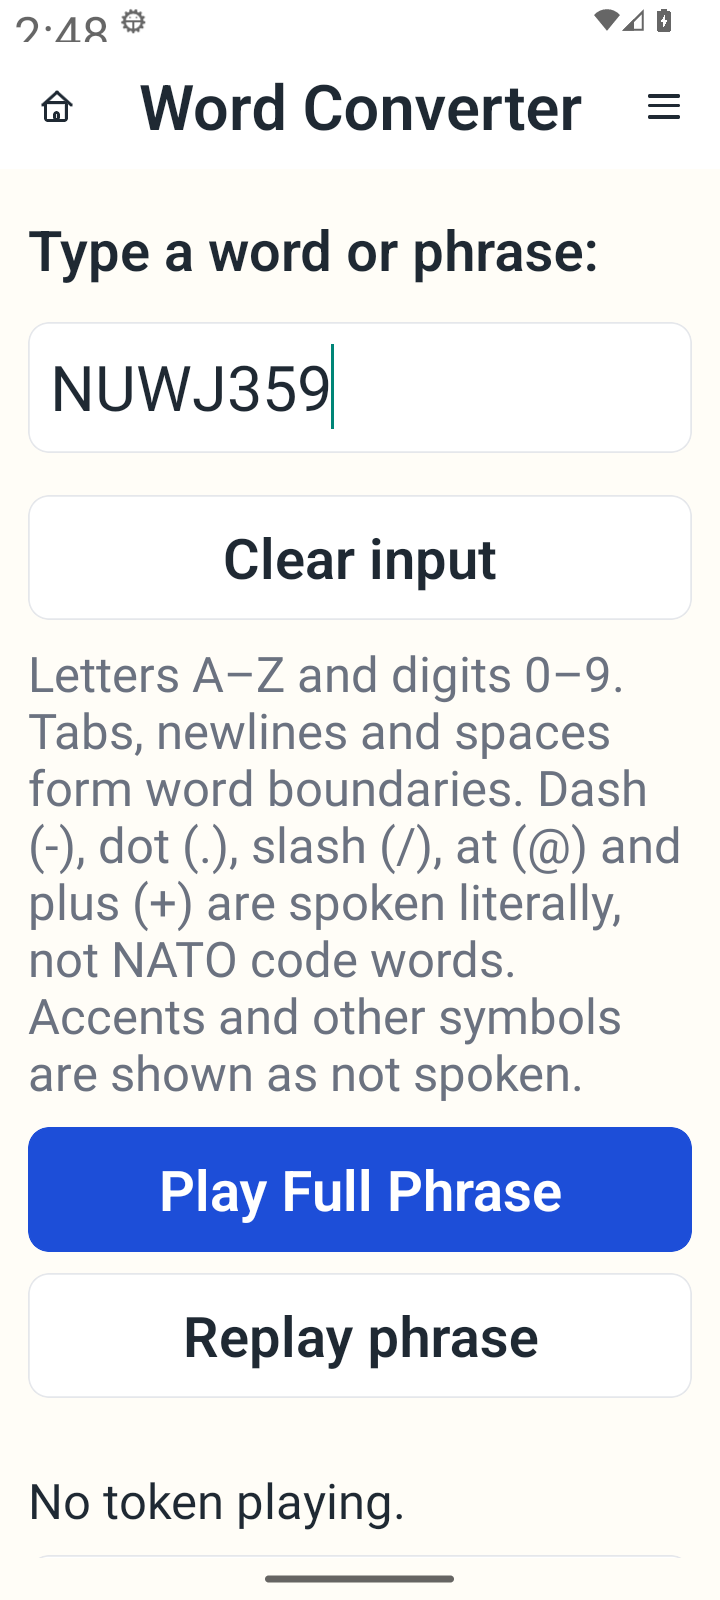 2:48
Word Converter
Type a word or phrase:
NUWJ359
Clear input
Letters A–Z and digits 0–9.
Tabs, newlines and spaces
form word boundaries. Dash
(-), dot (.), slash (/), at (@) and
plus (+) are spoken literally,
not NATO code words.
Accents and other symbols
are shown as not spoken.
Play Full Phrase
Replay phrase
No token playing.